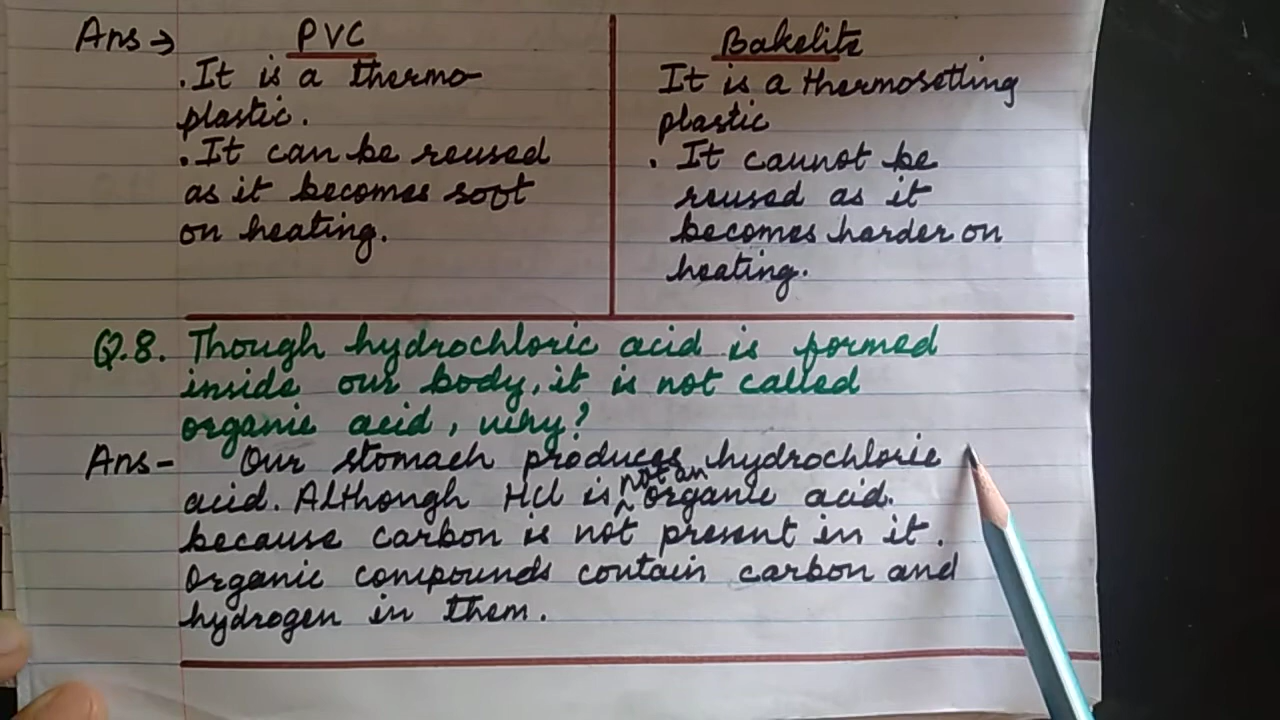 Ans →
PVC
.It is a thermo-
plastic.
.It can be reused
as it becomes soft
on heating.
Bakelite
It is a thermosetling
plastic
. It cannot be
reused as it
becomes harder on
heating.
Q.8. Though hydrochloric acid is formed
inside our body, it is not called
organic acid, why?
Ans- Our stomach produces hydrochloric
acid. Although HCl is not an organic acid.
because carbon is not present in it.
Organic compounds contain carbon and
hydrogen in them.